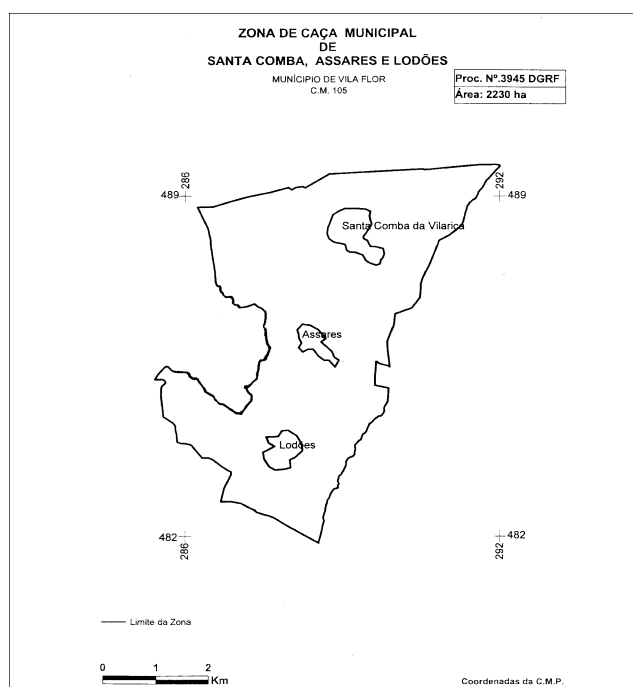 ZONA DE CAÇA MUNICIPAL
DE
SANTA COMBA, ASSARES E LODÕES
MUNÍCIPIO DE VILA FLOR
C.M. 105
Proc. Nº.3945 DGRF
Área: 2230 ha
286
292
489
489
Santa Comba da Vilariça
Assares
Lodões
482
482
286
292
Limite da Zona
0 1 2
Km
Coordenadas da C.M.P.